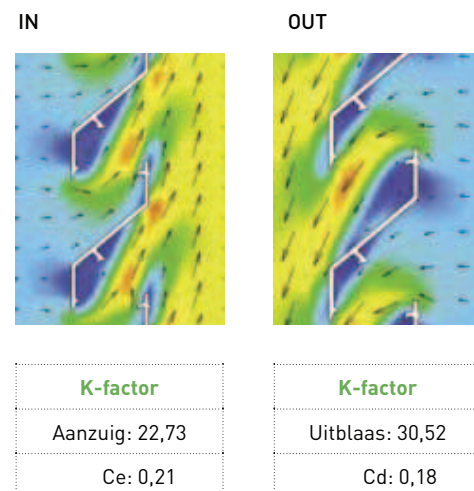 IN
OUT
K-factor
Aanzuig: 22,73
Ce: 0,21
K-factor
Uitblaas: 30,52
Cd: 0,18